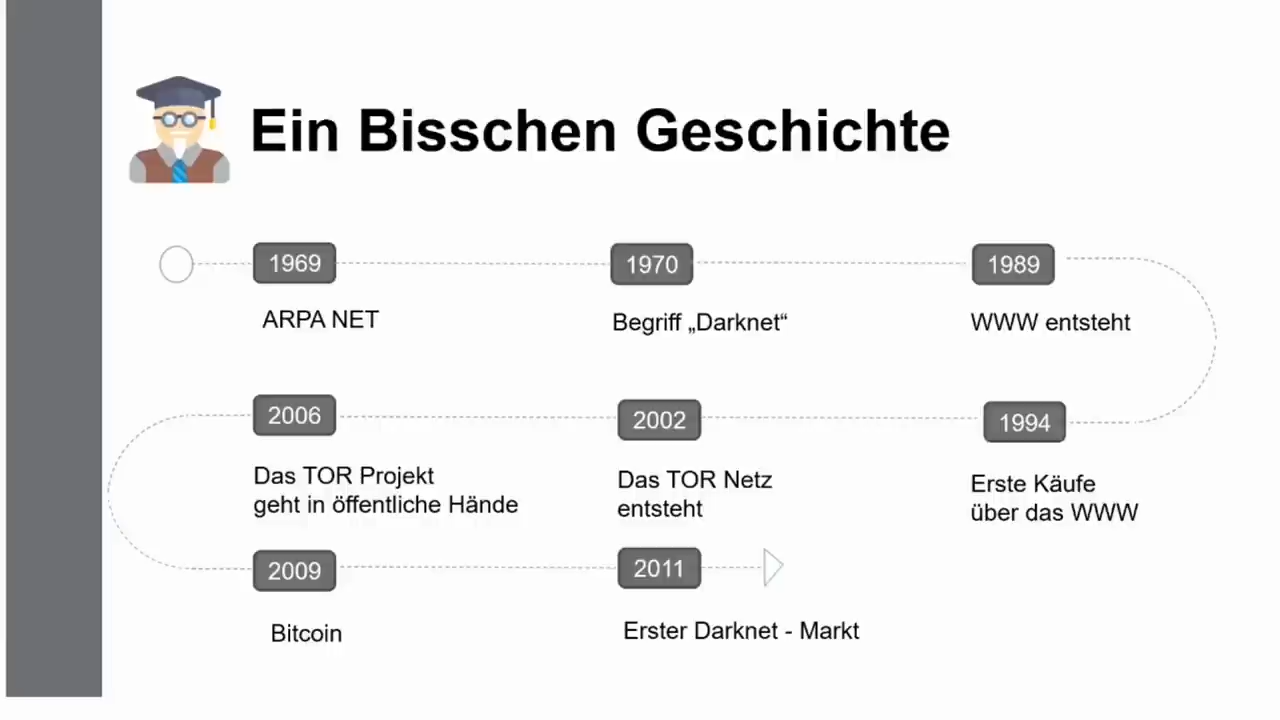 Ein Bisschen Geschichte
1969
1970
1989
ARPA NET
Begriff „Darknet“
WWW entsteht
2006
2002
1994
Das TOR Projekt
geht in öffentliche Hände
Das TOR Netz
entsteht
Erste Käufe
über das WWW
2009
2011
Bitcoin
Erster Darknet - Markt